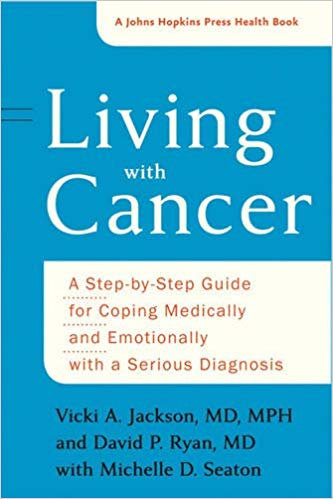 A Johns Hopkins Press Health Book
Living
with
Cancer
A Step-by-Step Guide
for Coping Medically
and Emotionally
with a Serious Diagnosis
Vicki A. Jackson, MD, MPH
and David P. Ryan, MD
with Michelle D. Seaton